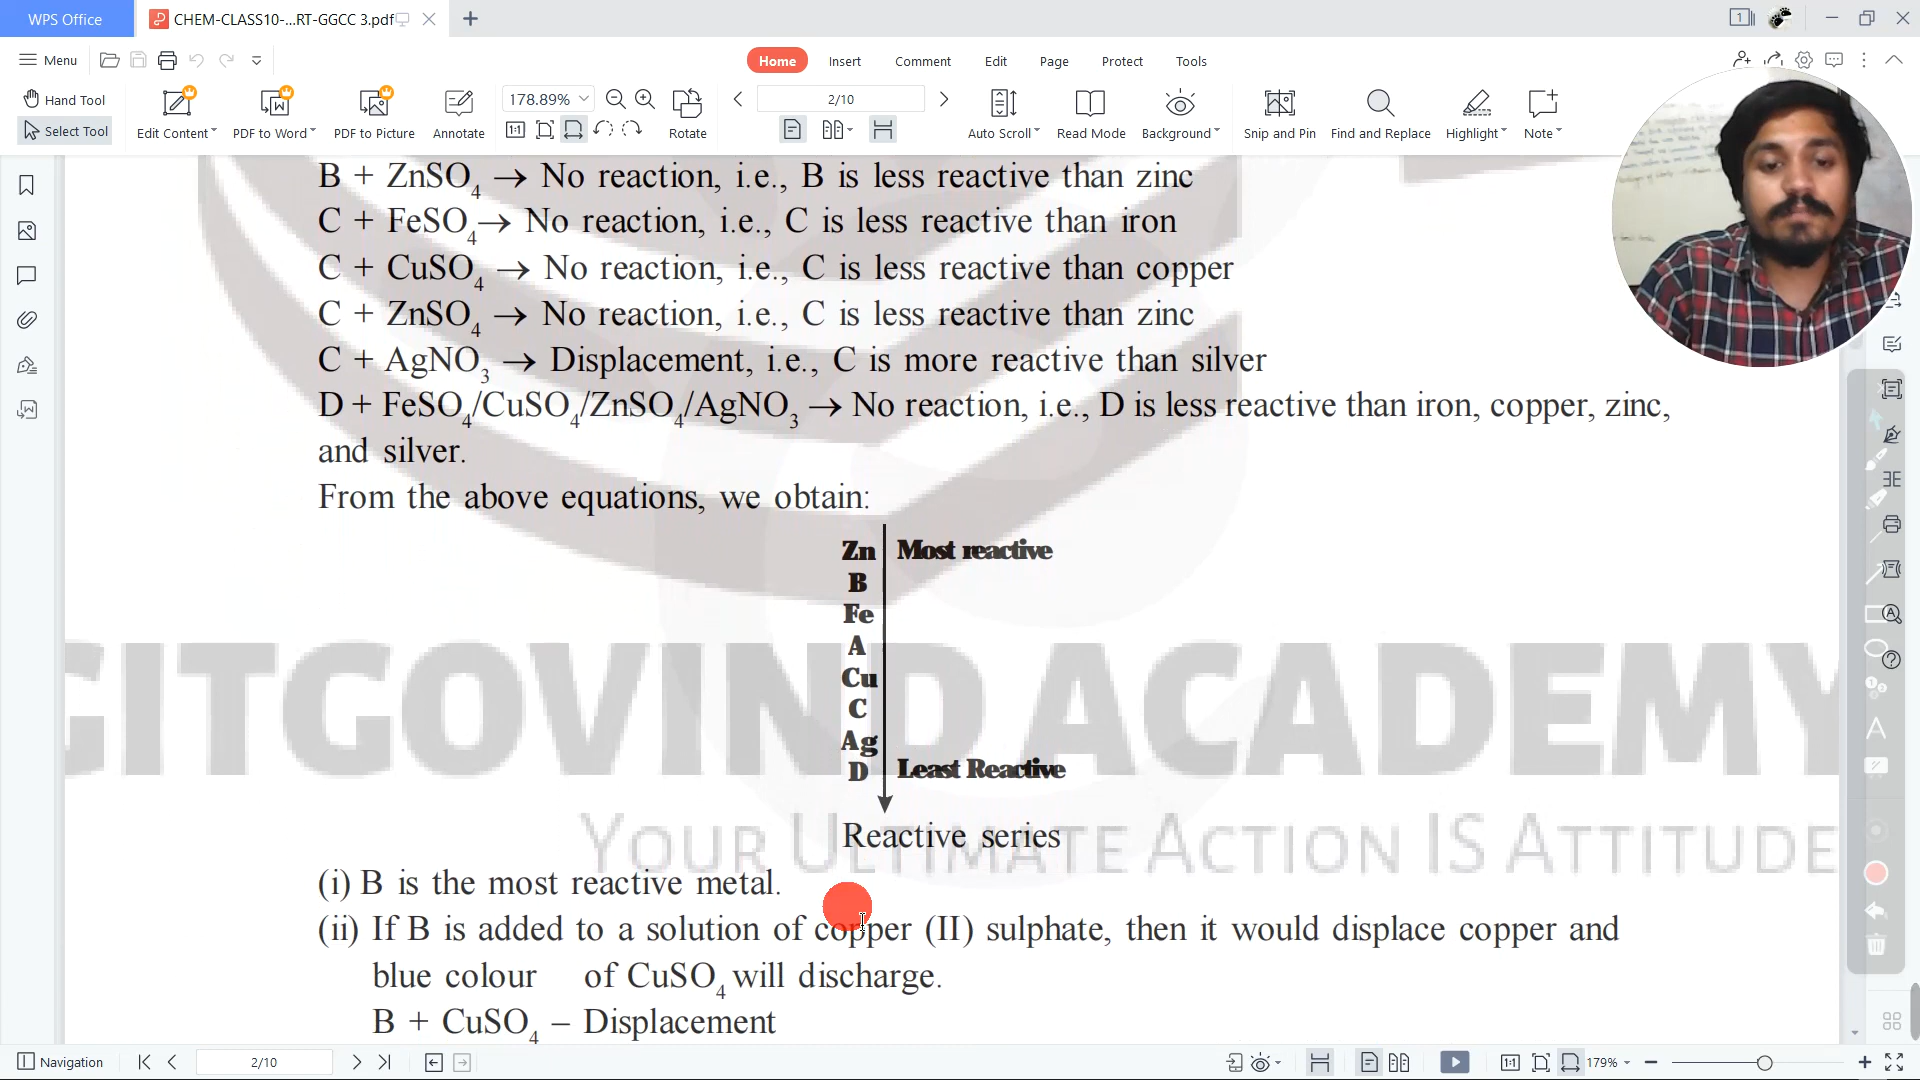 WPS Office
CHEM-CLASS10-...RT-GGCC 3.pdf
1
Menu
Home
Insert
Comment
Edit
Page
Protect
Tools
Hand Tool
Select Tool
Edit Content
PDF to Word
PDF to Picture
Annotate
178.89%
1:1
Rotate
2/10
Auto Scroll
Read Mode
Background
Snip and Pin
Find and Replace
Highlight
Note
B + ZnSO4 → No reaction, i.e., B is less reactive than zinc
C + FeSO4→ No reaction, i.e., C is less reactive than iron
C + CuSO4 → No reaction, i.e., C is less reactive than copper
C + ZnSO4 → No reaction, i.e., C is less reactive than zinc
C + AgNO3 → Displacement, i.e., C is more reactive than silver
D + FeSO4/CuSO4/ZnSO4/AgNO3 → No reaction, i.e., D is less reactive than iron, copper, zinc,
and silver.
From the above equations, we obtain:
Zn Most reactive
B
Fe
A
Cu
C
Ag
D Least Reactive
Reactive series
GITGOVIND ACADEMY
YOUR ULTIMATE ACTION IS ATTITUDE
(i) B is the most reactive metal.
(ii) If B is added to a solution of copper (II) sulphate, then it would displace copper and
blue colour of CuSO4 will discharge.
B + CuSO4 – Displacement
Navigation
2/10
1:1
179%